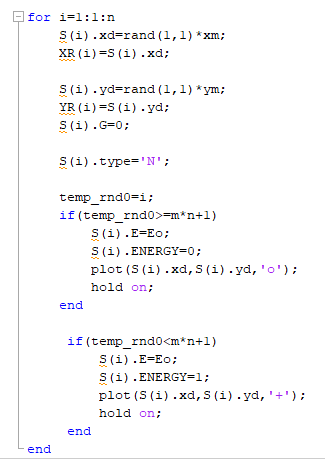 for i=1:1:n
S(i).xd=rand(1,1)*xm;
XR(i)=S(i).xd;
S(i).yd=rand(1,1)*ym;
YR(i)=S(i).yd;
S(i).G=0;
S(i).type='N';
temp_rnd0=i;
if(temp_rnd0>=m*n+1)
S(i).E=Eo;
S(i).ENERGY=0;
plot(S(i).xd,S(i).yd,'o');
hold on;
end
if(temp_rnd0<m*n+1)
S(i).E=Eo;
S(i).ENERGY=1;
plot(S(i).xd,S(i).yd,'+');
hold on;
end
end